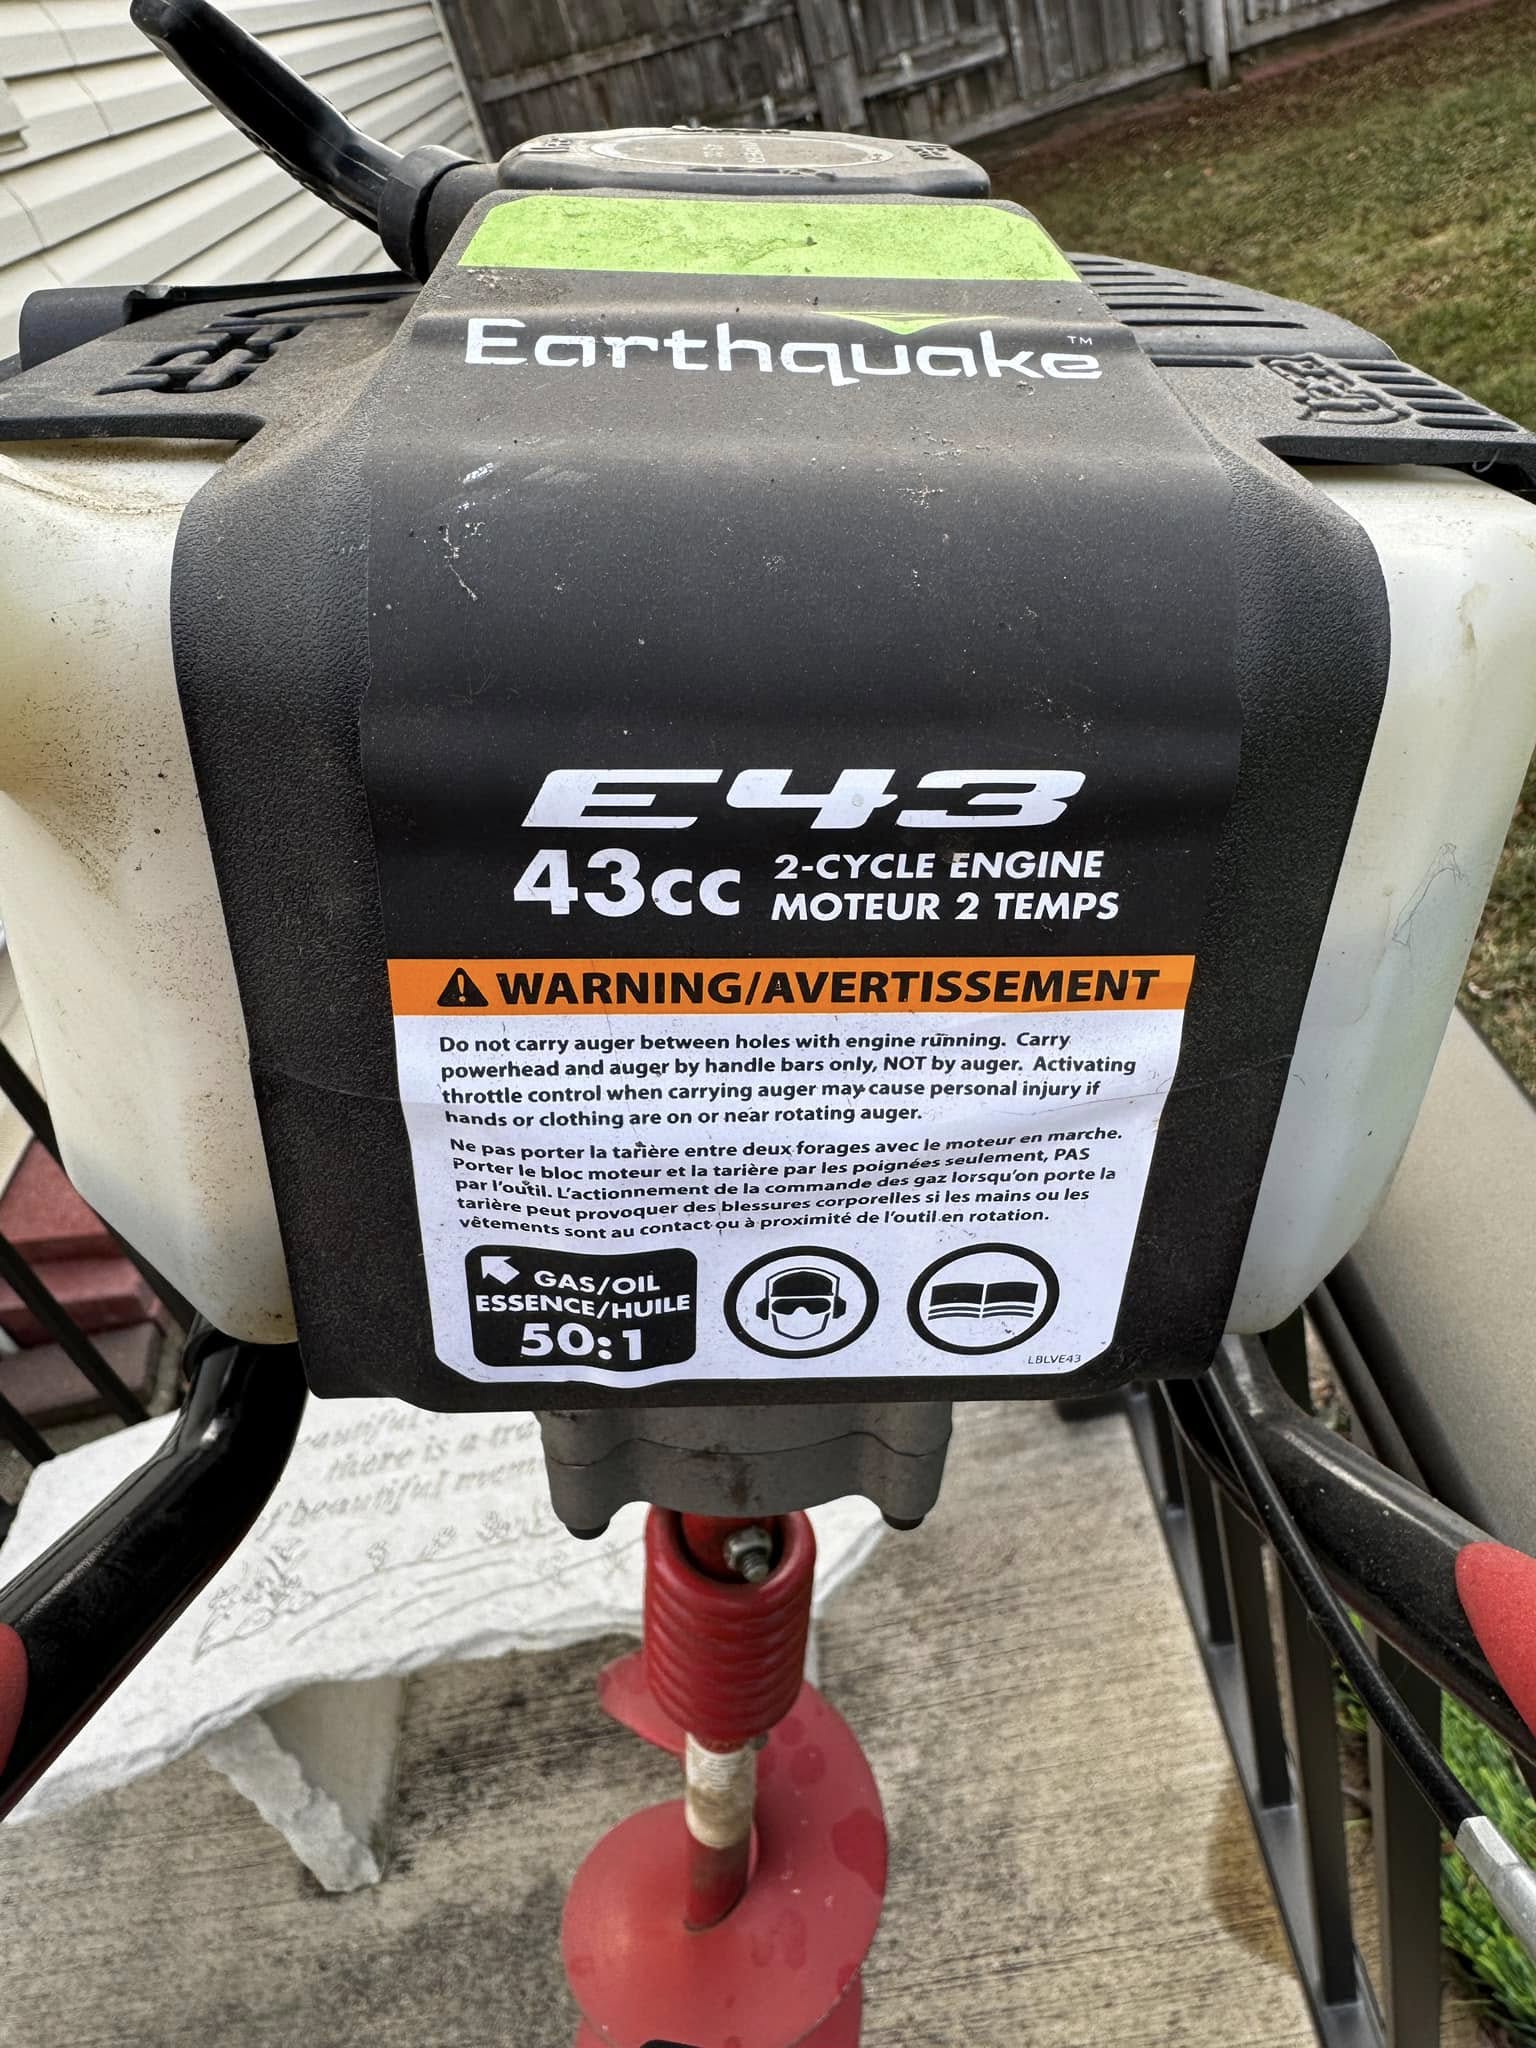 Earthquake™
E43
43cc 2-CYCLE ENGINE
MOTEUR 2 TEMPS
WARNING/AVERTISSEMENT
Do not carry auger between holes with engine running. Carry
powerhead and auger by handle bars only, NOT by auger. Activating
throttle control when carrying auger may cause personal injury if
hands or clothing are on or near rotating auger.
Ne pas porter la tarière entre deux forages avec le moteur en marche.
Porter le bloc moteur et la tarière par les poignées seulement, PAS
par l'outil. L'actionnement de la commande des gaz lorsqu'on porte la
tarière peut provoquer des blessures corporelles si les mains ou les
vêtements sont au contact ou à proximité de l'outil en rotation.
GAS/OIL
ESSENCE/HUILE
50:1
LBLVE43
beautiful
there is a
of beautiful